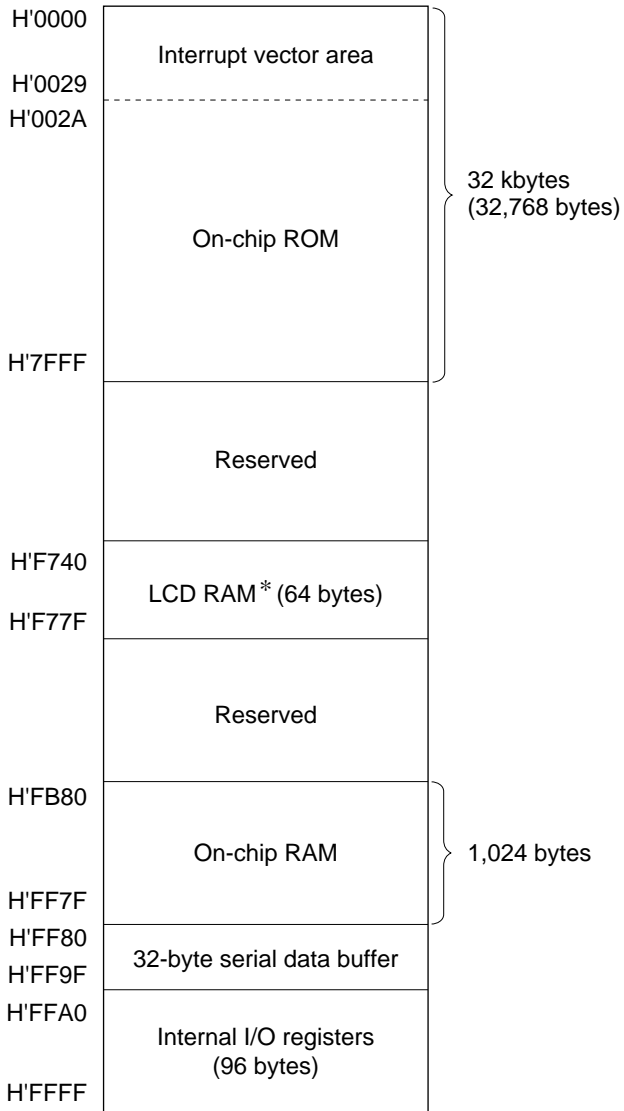 H'0000
Interrupt vector area
H'0029
H'002A
32 kbytes
(32,768 bytes)
On-chip ROM
H'7FFF
Reserved
H'F740
LCD RAM* (64 bytes)
H'F77F
Reserved
H'FB80
On-chip RAM
1,024 bytes
H'FF7F
H'FF80
32-byte serial data buffer
H'FF9F
H'FFA0
Internal I/O registers
(96 bytes)
H'FFFF